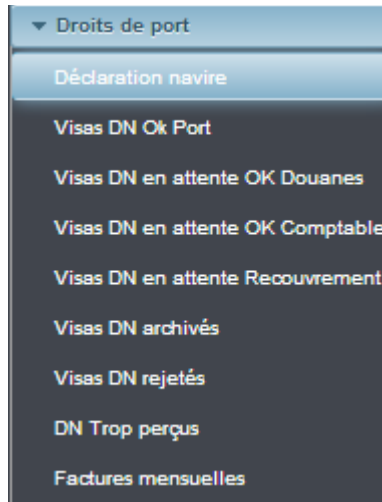 Droits de port
Déclaration navire
Visas DN Ok Port
Visas DN en attente OK Douanes
Visas DN en attente OK Comptable
Visas DN en attente Recouvrement
Visas DN archivés
Visas DN rejetés
DN Trop perçus
Factures mensuelles